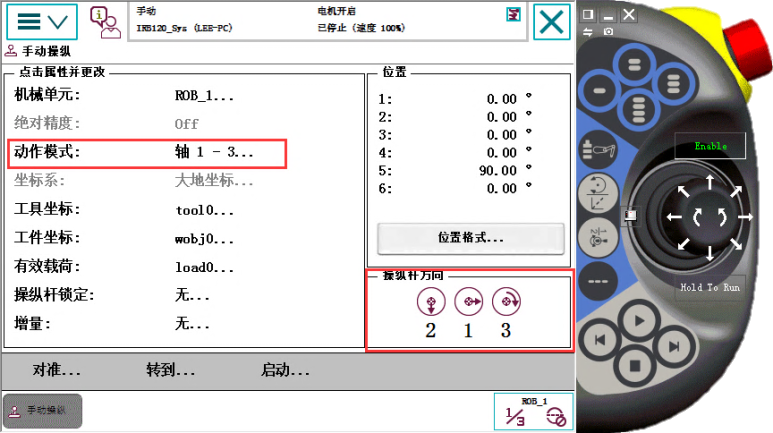 手动
IRB120_Sys (LEE-PC)
电机开启
已停止 (速度 100%)
手动操纵
点击属性并更改
机械单元: ROB_1...
绝对精度: Off
动作模式: 轴 1 - 3...
坐标系: 大地坐标...
工具坐标: tool0...
工件坐标: wobj0...
有效载荷: load0...
操纵杆锁定: 无...
增量: 无...
位置
1: 0.00 °
2: 0.00 °
3: 0.00 °
4: 0.00 °
5: 90.00 °
6: 0.00 °
位置格式...
操纵杆方向
2 1 3
对准... 转到... 启动...
手动操纵
ROB_1
1/3
Enable
Hold To Run